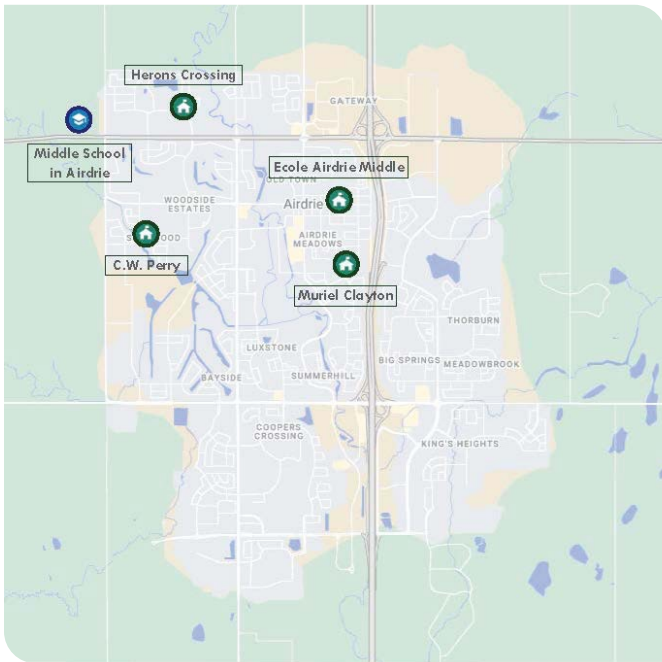 Herons Crossing
GATEWAY
Middle School
in Airdrie
Ecole Airdrie Middle
OLD TOWN
WOODSIDE
ESTATES
Airdrie
AIRDRIE
MEADOWS
C.W. Perry
Muriel Clayton
THORBURN
LUXSTONE
BIG SPRINGS
MEADOWBROOK
BAYSIDE
SUMMERHILL
COOPERS
CROSSING
KING'S HEIGHTS